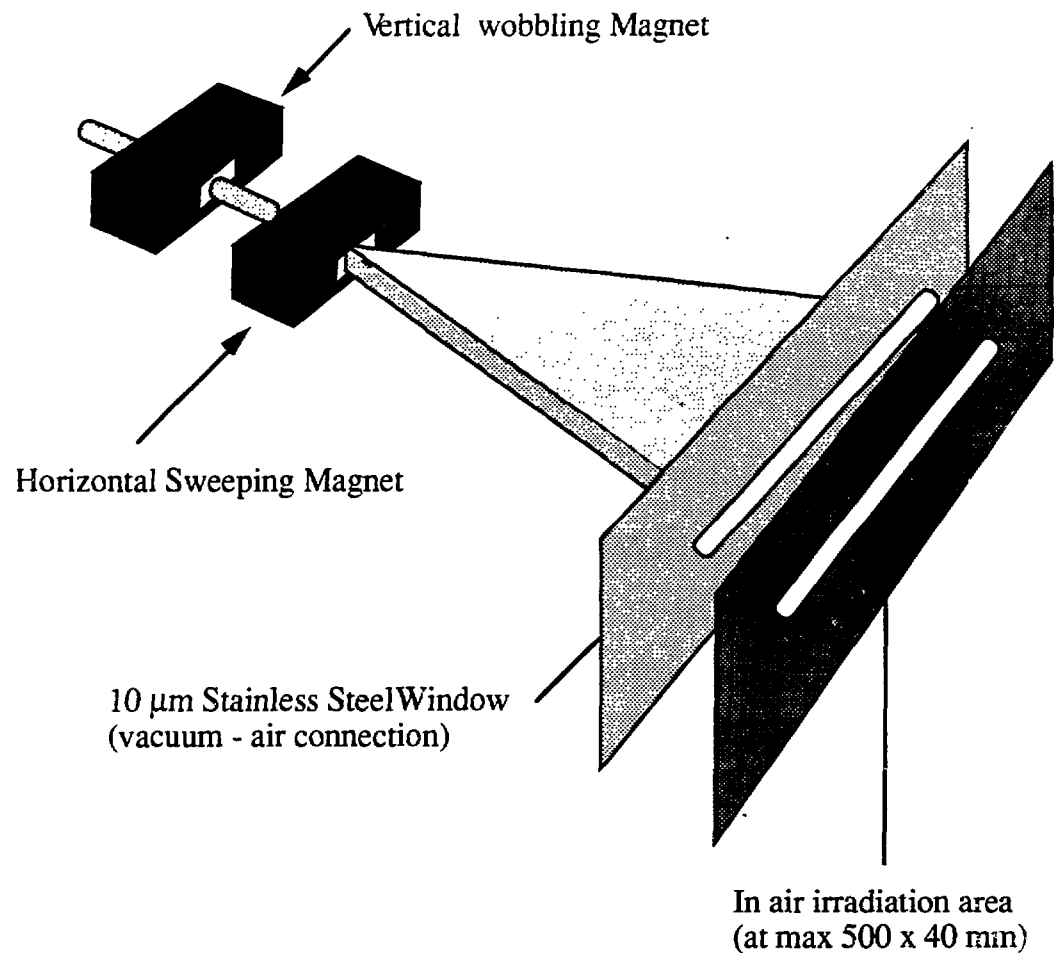 Vertical wobbling Magnet
Horizontal Sweeping Magnet
10 µm Stainless SteelWindow
(vacuum - air connection)
In air irradiation area
(at max 500 x 40 mm)